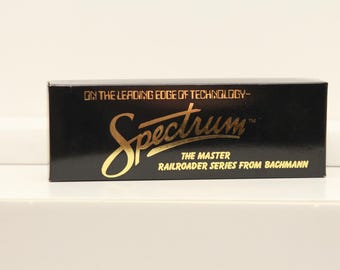 ON THE LEADING EDGE OF TECHNOLOGY—
Spectrum™
THE MASTER
RAILROADER SERIES FROM BACHMANN